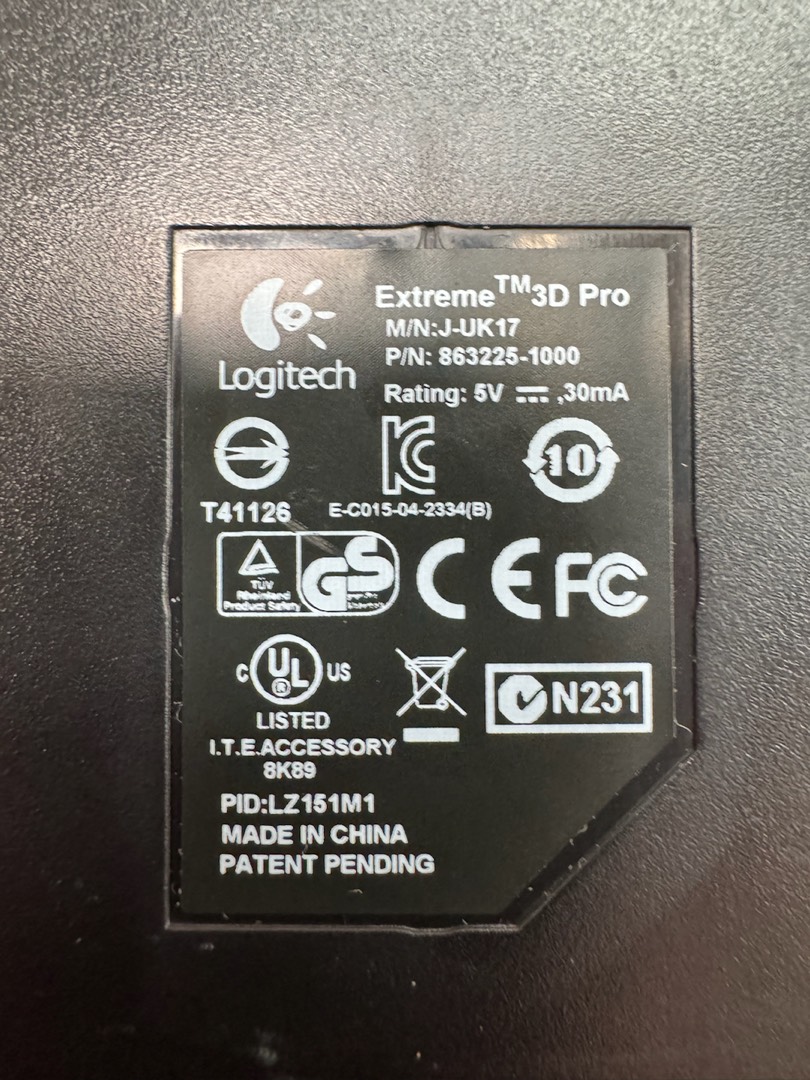 Logitech
Extreme™3D Pro
M/N:J-UK17
P/N: 863225-1000
Rating: 5V ⎓ ,30mA
T41126
E-C015-04-2334(B)
10
TÜV
Rheinland
Product Safety
GS
CE
FC
C UL US
®
LISTED
I.T.E.ACCESSORY
8K89
N231
PID:LZ151M1
MADE IN CHINA
PATENT PENDING